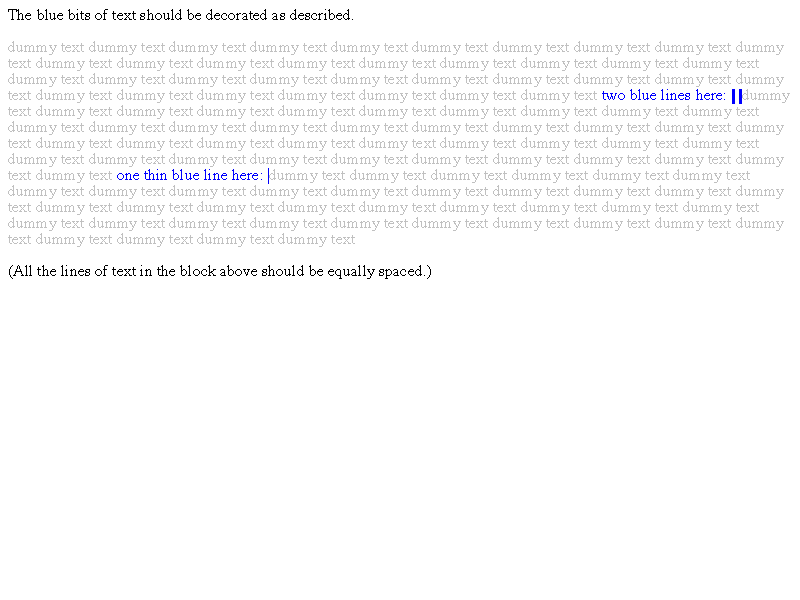 The blue bits of text should be decorated as described.
dummy text dummy text dummy text dummy text dummy text dummy text dummy text dummy text dummy text dummy
text dummy text dummy text dummy text dummy text dummy text dummy text dummy text dummy text dummy text
dummy text dummy text dummy text dummy text dummy text dummy text dummy text dummy text dummy text dummy
text dummy text dummy text dummy text dummy text dummy text dummy text dummy text two blue lines here: dummy
text dummy text dummy text dummy text dummy text dummy text dummy text dummy text dummy text dummy text
dummy text dummy text dummy text dummy text dummy text dummy text dummy text dummy text dummy text dummy
text dummy text dummy text dummy text dummy text dummy text dummy text dummy text dummy text dummy text
dummy text dummy text dummy text dummy text dummy text dummy text dummy text dummy text dummy text dummy
text dummy text one thin blue line here: dummy text dummy text dummy text dummy text dummy text dummy text
dummy text dummy text dummy text dummy text dummy text dummy text dummy text dummy text dummy text dummy
text dummy text dummy text dummy text dummy text dummy text dummy text dummy text dummy text dummy text
dummy text dummy text dummy text dummy text dummy text dummy text dummy text dummy text dummy text dummy
text dummy text dummy text dummy text dummy text
(All the lines of text in the block above should be equally spaced.)